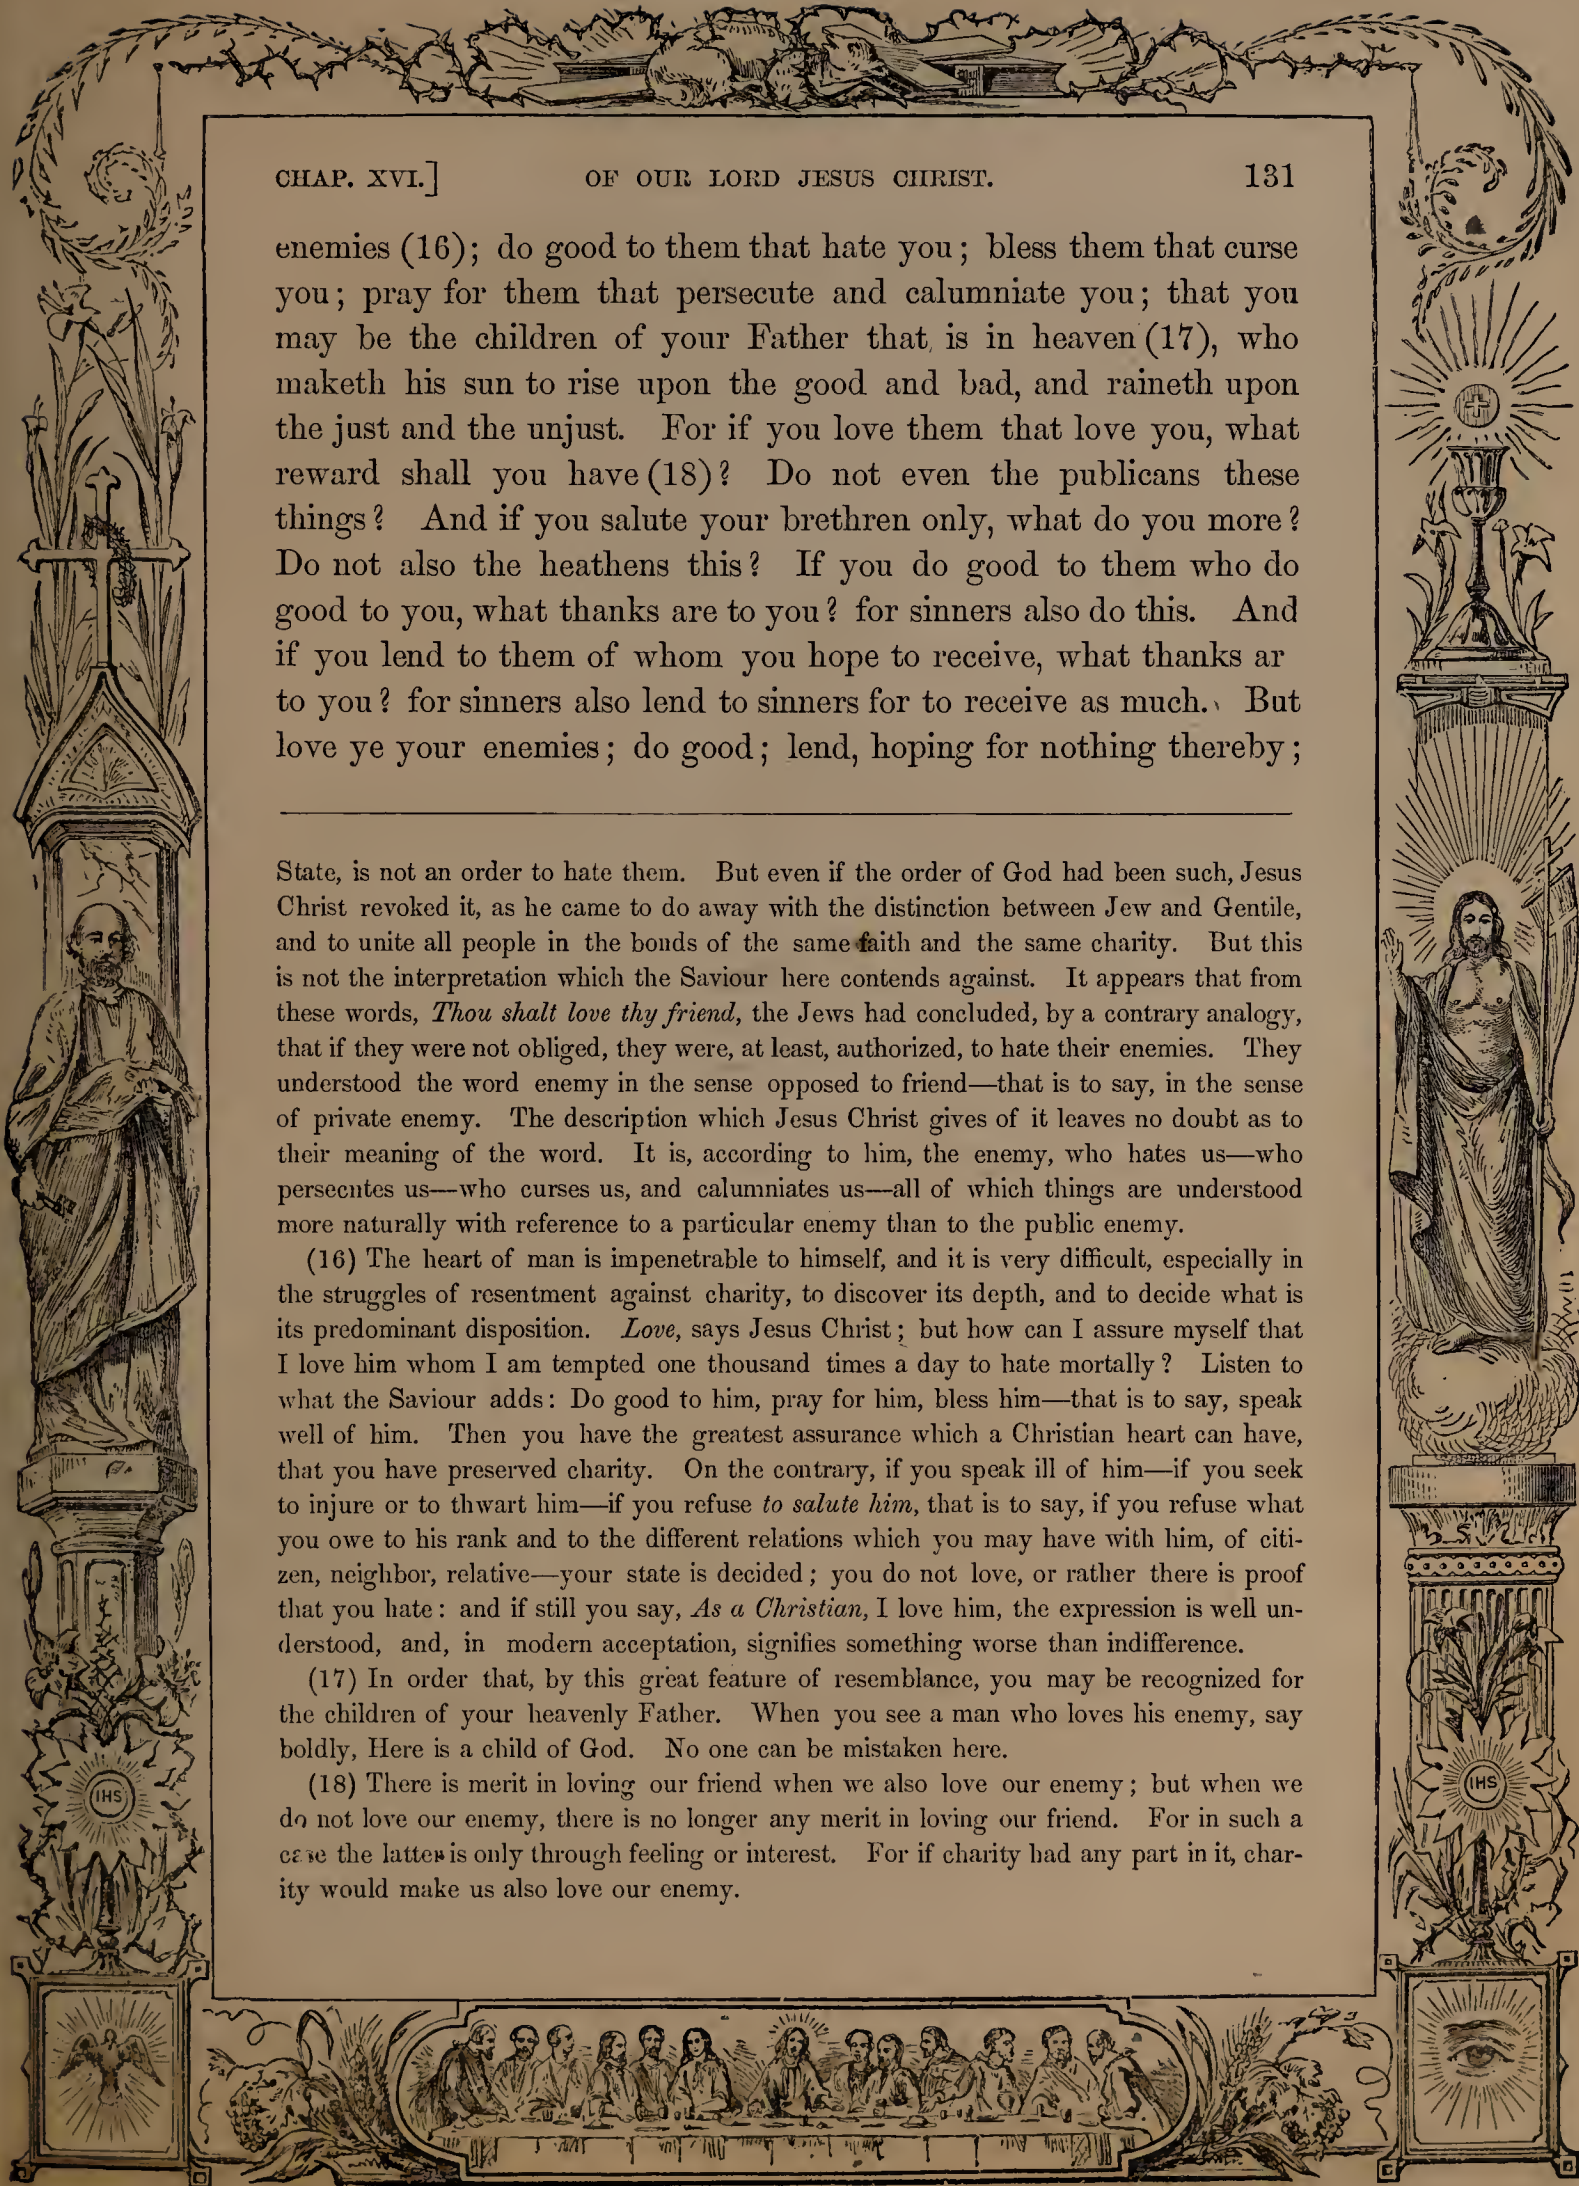 CHAP. XVI.] OF OUR LORD JESUS CHRIST. 131
enemies (16); do good to them that hate you; bless them that curse
you; pray for them that persecute and calumniate you; that you
may be the children of your Father that is in heaven (17), who
maketh his sun to rise upon the good and bad, and raineth upon
the just and the unjust. For if you love them that love you, what
reward shall you have (18)? Do not even the publicans these
things? And if you salute your brethren only, what do you more?
Do not also the heathens this? If you do good to them who do
good to you, what thanks are to you? for sinners also do this. And
if you lend to them of whom you hope to receive, what thanks ar
to you? for sinners also lend to sinners for to receive as much. But
love ye your enemies; do good; lend, hoping for nothing thereby;
State, is not an order to hate them. But even if the order of God had been such, Jesus
Christ revoked it, as he came to do away with the distinction between Jew and Gentile,
and to unite all people in the bonds of the same faith and the same charity. But this
is not the interpretation which the Saviour here contends against. It appears that from
these words, Thou shalt love thy friend, the Jews had concluded, by a contrary analogy,
that if they were not obliged, they were, at least, authorized, to hate their enemies. They
understood the word enemy in the sense opposed to friend—that is to say, in the sense
of private enemy. The description which Jesus Christ gives of it leaves no doubt as to
their meaning of the word. It is, according to him, the enemy, who hates us—who
persecutes us—who curses us, and calumniates us—all of which things are understood
more naturally with reference to a particular enemy than to the public enemy.
(16) The heart of man is impenetrable to himself, and it is very difficult, especially in
the struggles of resentment against charity, to discover its depth, and to decide what is
its predominant disposition. Love, says Jesus Christ; but how can I assure myself that
I love him whom I am tempted one thousand times a day to hate mortally? Listen to
what the Saviour adds: Do good to him, pray for him, bless him—that is to say, speak
well of him. Then you have the greatest assurance which a Christian heart can have,
that you have preserved charity. On the contrary, if you speak ill of him—if you seek
to injure or to thwart him—if you refuse to salute him, that is to say, if you refuse what
you owe to his rank and to the different relations which you may have with him, of citi-
zen, neighbor, relative—your state is decided; you do not love, or rather there is proof
that you hate: and if still you say, As a Christian, I love him, the expression is well un-
derstood, and, in modern acceptation, signifies something worse than indifference.
(17) In order that, by this great feature of resemblance, you may be recognized for
the children of your heavenly Father. When you see a man who loves his enemy, say
boldly, Here is a child of God. No one can be mistaken here.
(18) There is merit in loving our friend when we also love our enemy; but when we
do not love our enemy, there is no longer any merit in loving our friend. For in such a
case the latter is only through feeling or interest. For if charity had any part in it, char-
ity would make us also love our enemy.
IHS
IHS